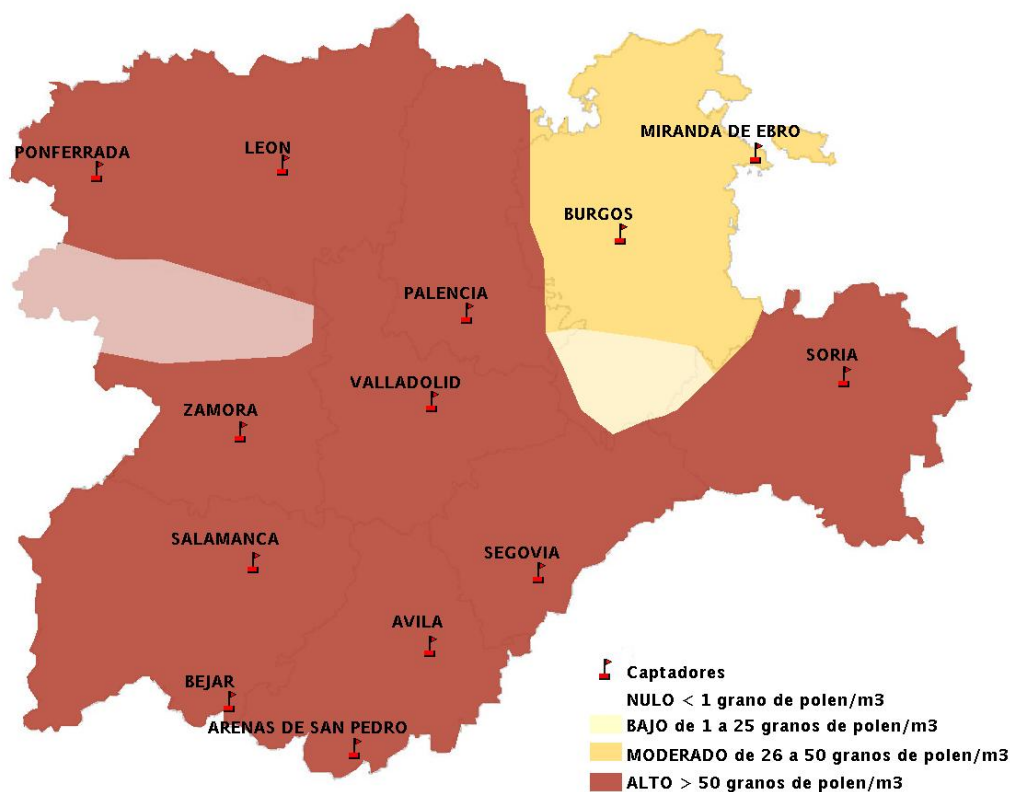 MIRANDA DE EBRO
PONFERRADA
LEON
BURGOS
PALENCIA
SORIA
VALLADOLID
ZAMORA
SALAMANCA
SEGOVIA
AVILA
BEJAR
ARENAS DE SAN PEDRO
Captadores
NULO < 1 grano de polen/m3
BAJO de 1 a 25 granos de polen/m3
MODERADO de 26 a 50 granos de polen/m3
ALTO > 50 granos de polen/m3